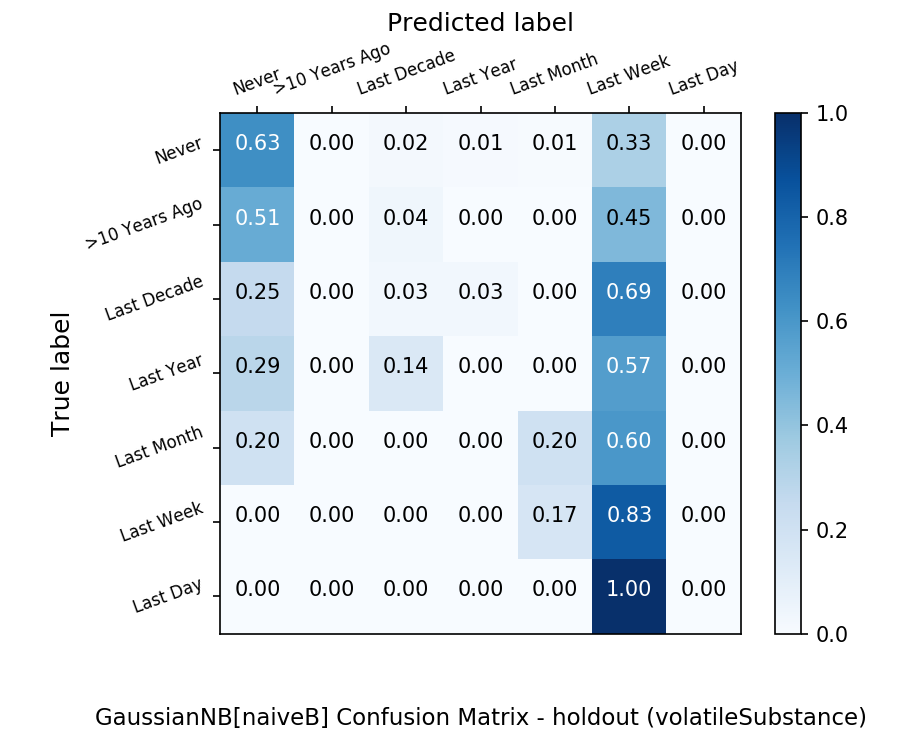 Predicted label
Never >10 Years Ago Last Decade Last Year Last Month Last Week Last Day
Never 0.63 0.00 0.02 0.01 0.01 0.33 0.00
>10 Years Ago 0.51 0.00 0.04 0.00 0.00 0.45 0.00
Last Decade 0.25 0.00 0.03 0.03 0.00 0.69 0.00
Last Year 0.29 0.00 0.14 0.00 0.00 0.57 0.00
Last Month 0.20 0.00 0.00 0.00 0.20 0.60 0.00
Last Week 0.00 0.00 0.00 0.00 0.17 0.83 0.00
Last Day 0.00 0.00 0.00 0.00 0.00 1.00 0.00
True label
1.0
0.8
0.6
0.4
0.2
0.0
GaussianNB[naiveB] Confusion Matrix - holdout (volatileSubstance)